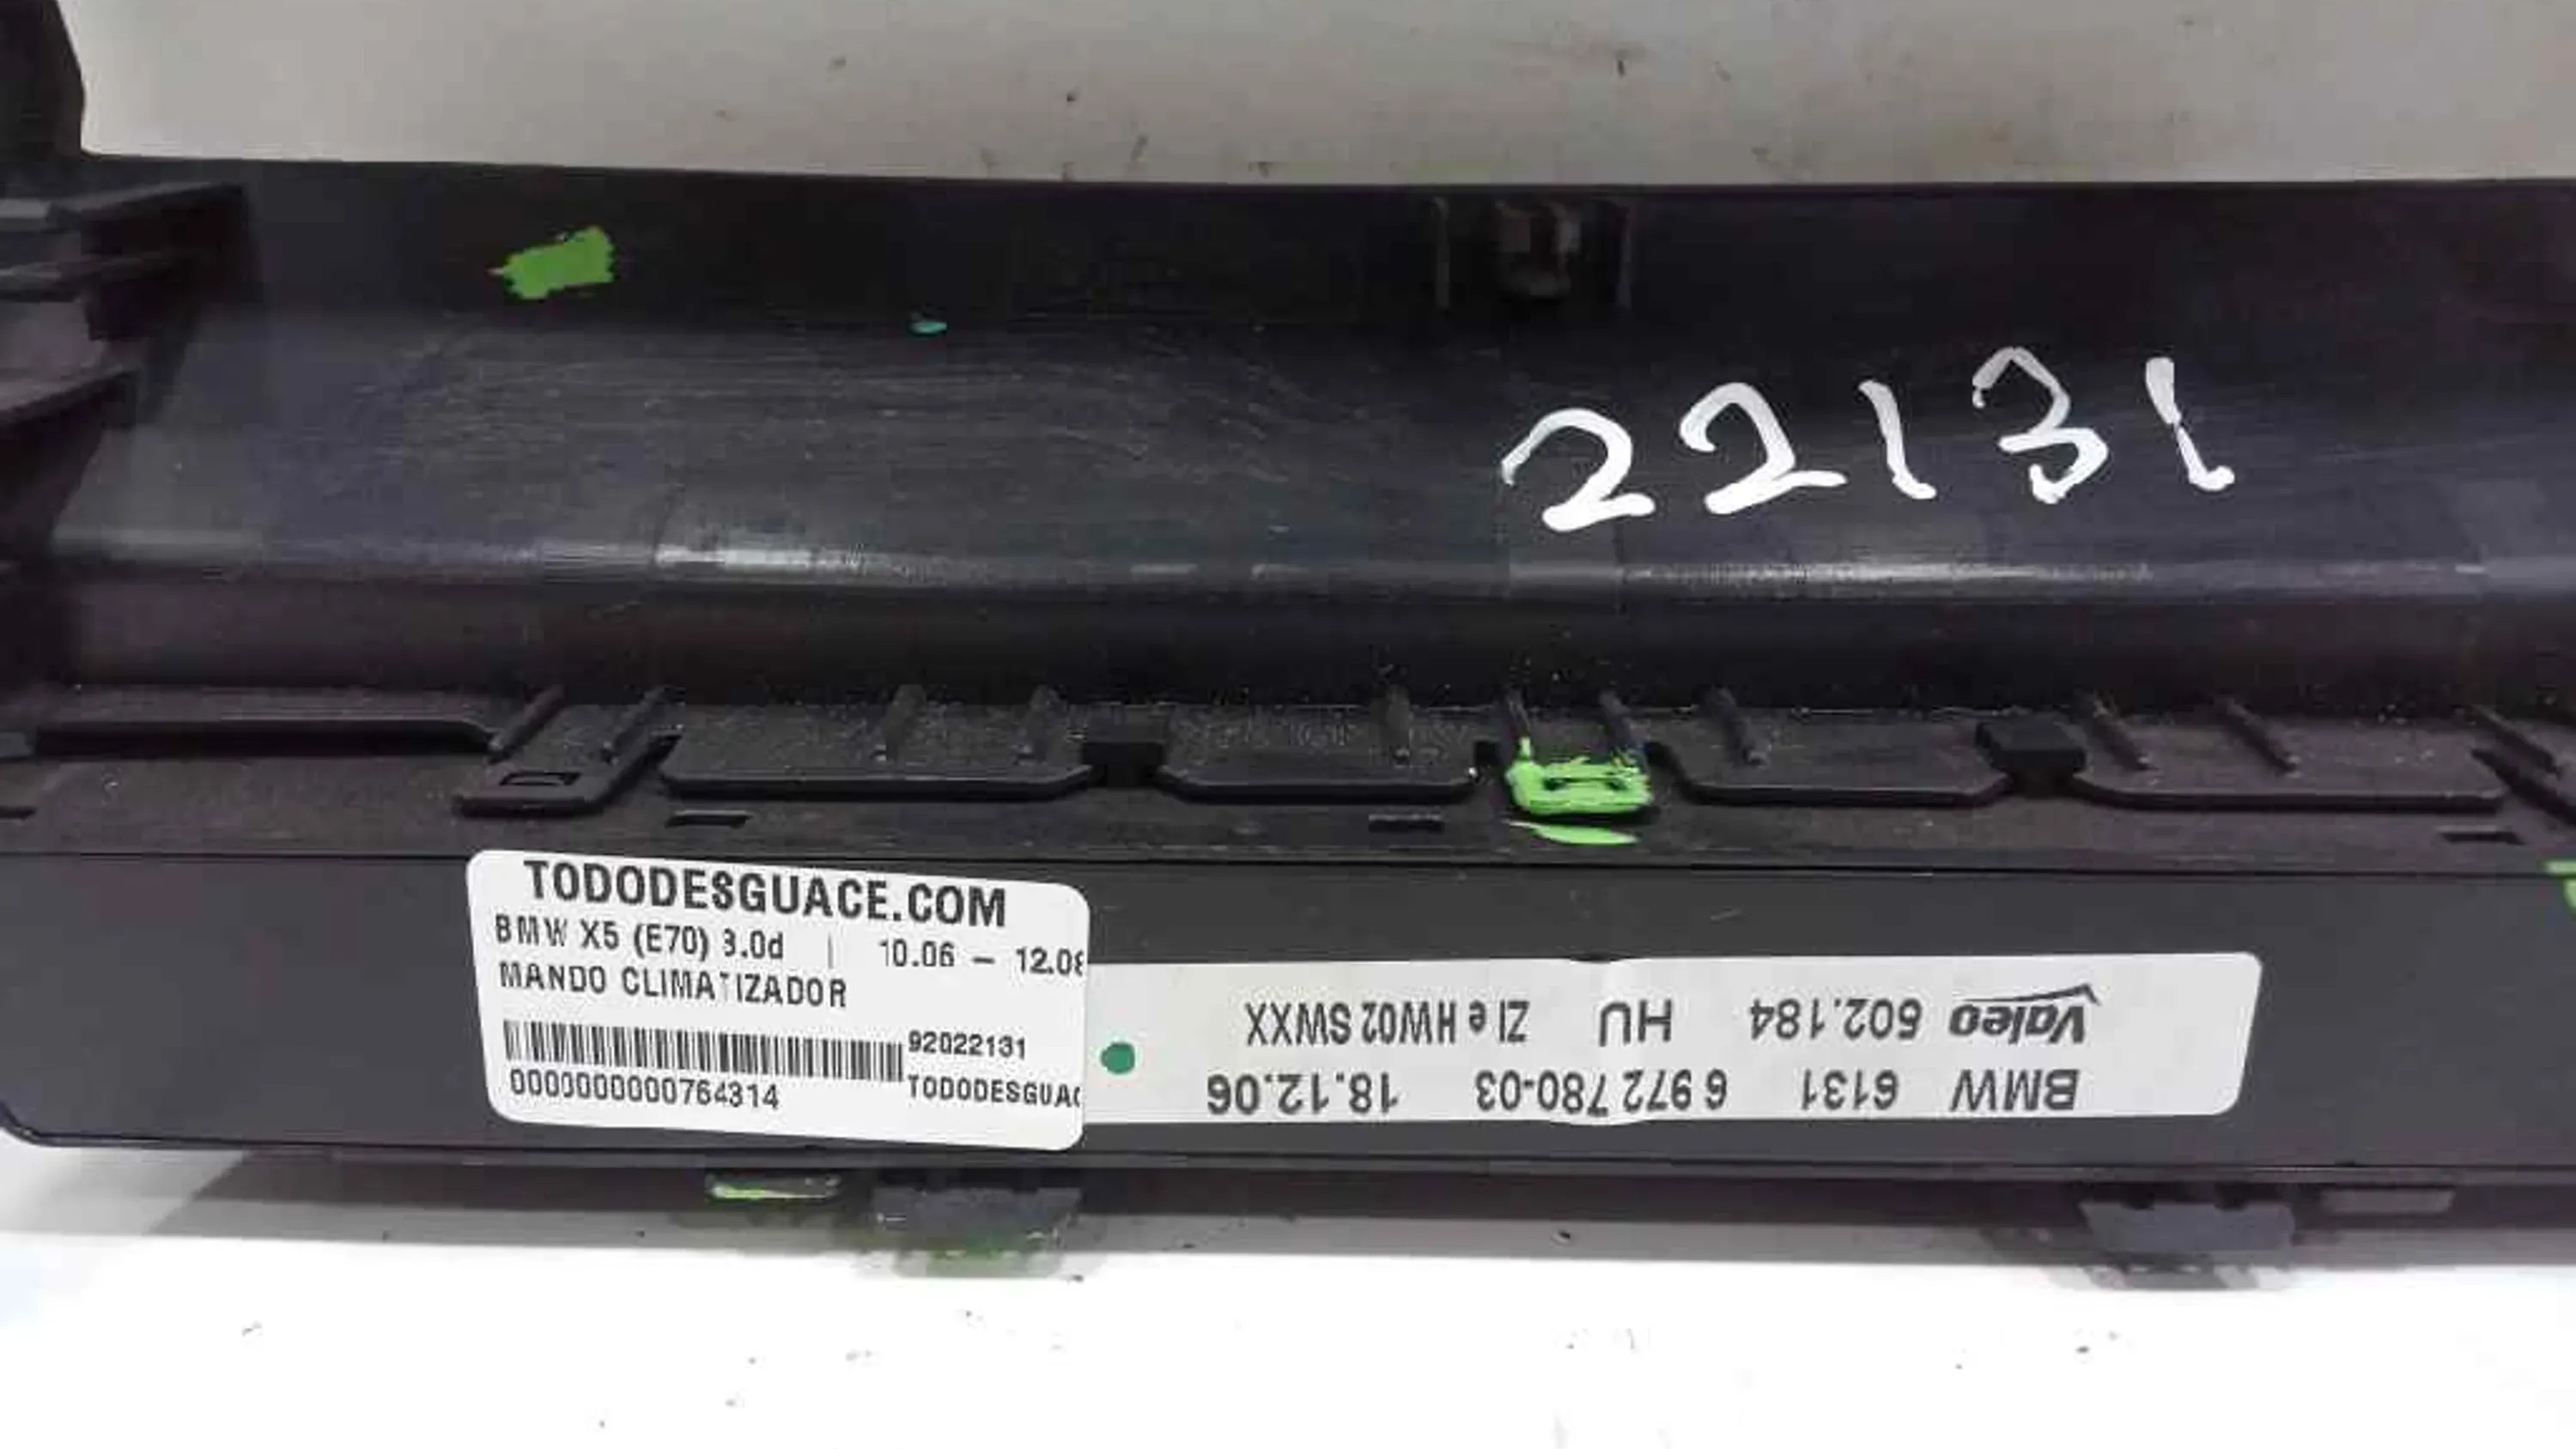 22131
TODODESGUACE.COM
BMW X5 (E70) 3.0d | 10.06 – 12.08
MANDO CLIMATIZADOR
92022131
0000000000764314
TODODESGUAC
BMW 6131 6 972 780-03 18.12.06
Valeo 502.184 HU ZI e HW02 SWXX